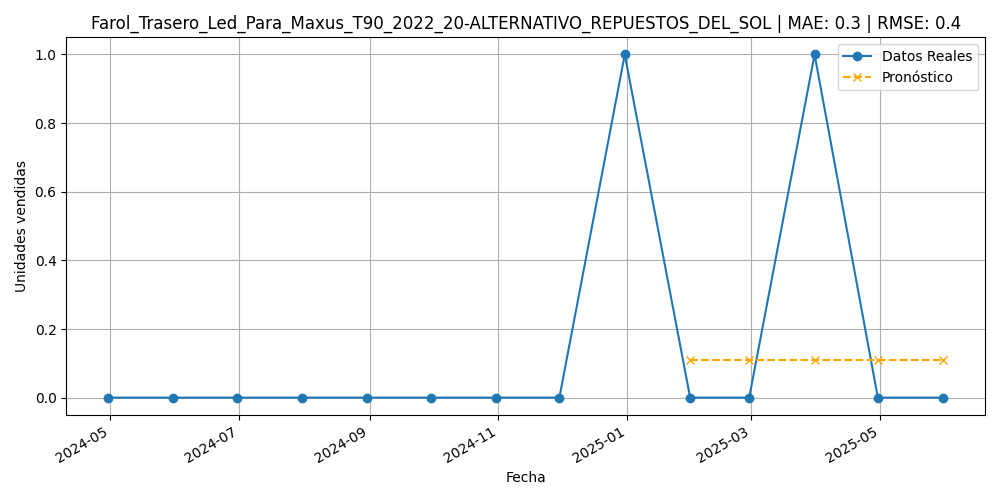 Farol_Trasero_Led_Para_Maxus_T90_2022_20-ALTERNATIVO_REPUESTOS_DEL_SOL | MAE: 0.3 | RMSE: 0.4
Datos Reales
Pronóstico
Unidades vendidas
1.0
0.8
0.6
0.4
0.2
0.0
2024-05
2024-07
2024-09
2024-11
2025-01
2025-03
2025-05
Fecha